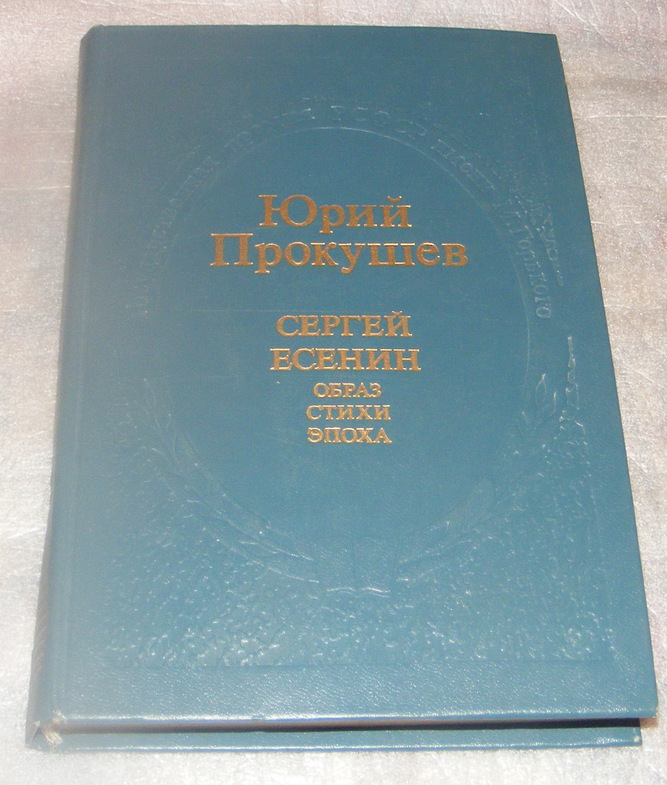 Юрий
Прокушев
СЕРГЕЙ
ЕСЕНИН
ОБРАЗ
СТИХИ
ЭПОХА